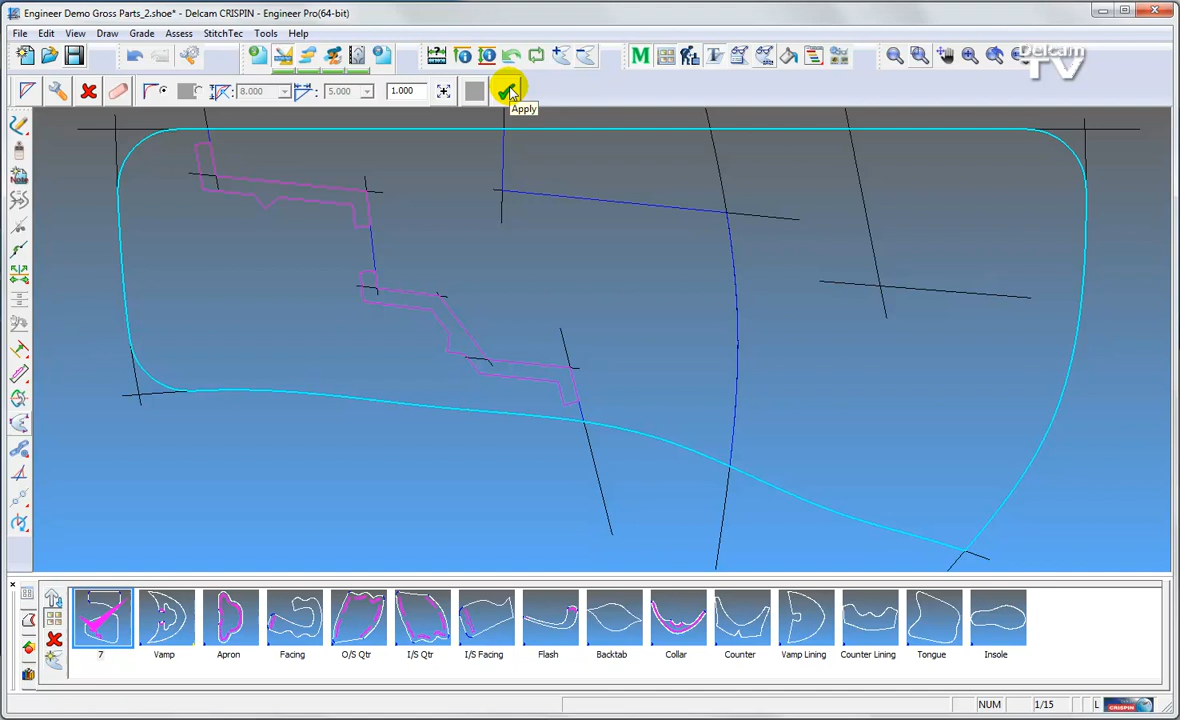 Engineer Demo Gross Parts_2.shoe* - Delcam CRISPIN - Engineer Pro(64-bit)
File Edit View Draw Grade Assess StitchTec Tools Help
Delcam
TV
8.000 5.000 1.000
Apply
Note
7 Vamp Apron Facing O/S Qtr I/S Qtr I/S Facing Flash Backtab Collar Counter Vamp Lining Counter Lining Tongue Insole
NUM 1/15 L CRISPIN